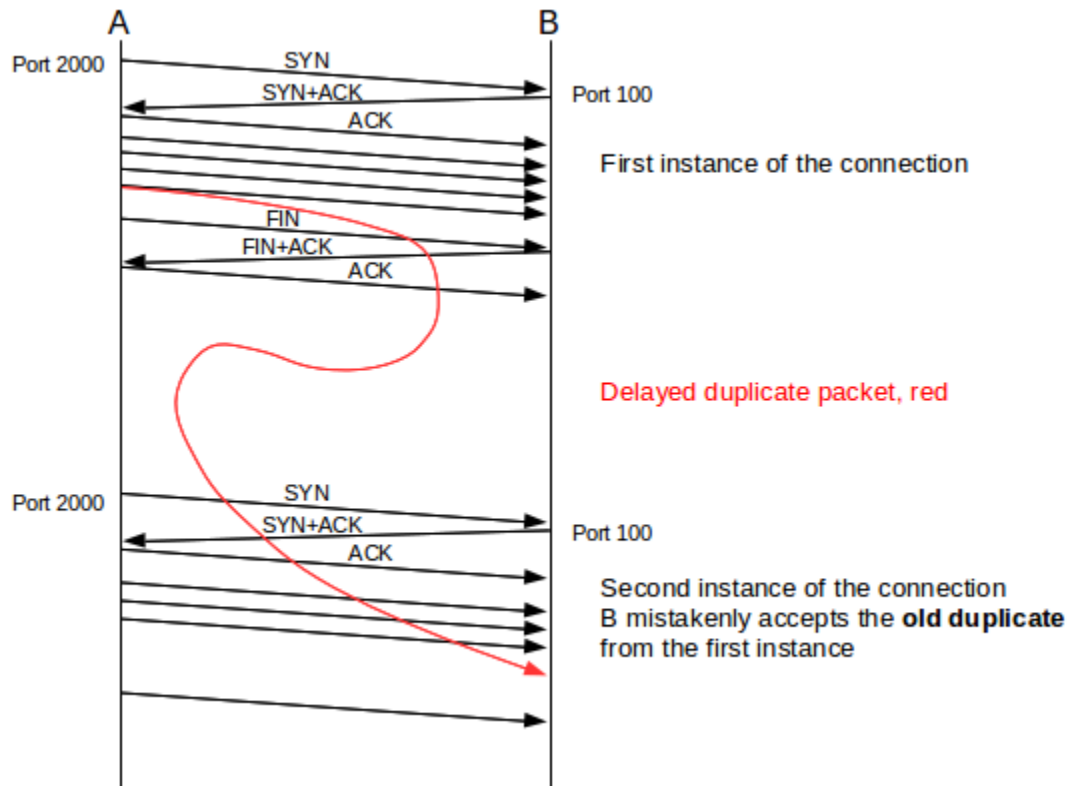 A
B
Port 2000
SYN
SYN+ACK
Port 100
ACK
First instance of the connection
FIN
FIN+ACK
ACK
Delayed duplicate packet, red
Port 2000
SYN
SYN+ACK
Port 100
ACK
Second instance of the connection
B mistakenly accepts the old duplicate
from the first instance